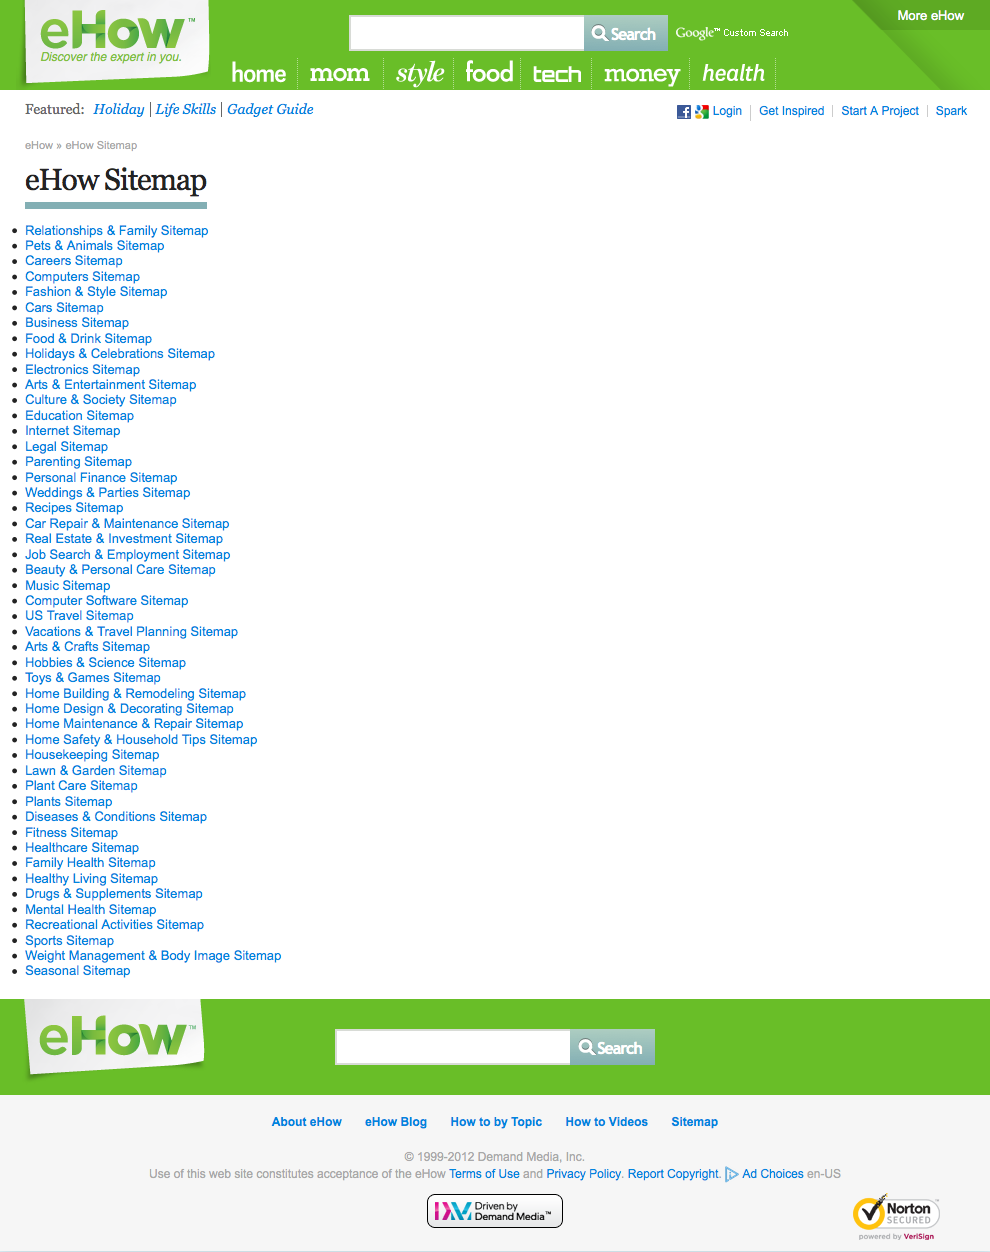 eHow™
Discover the expert in you.
Search
Google™ Custom Search
More eHow
home mom style food tech money health
Featured: Holiday | Life Skills | Gadget Guide
Login Get Inspired Start A Project Spark
eHow » eHow Sitemap
eHow Sitemap
Relationships & Family Sitemap
Pets & Animals Sitemap
Careers Sitemap
Computers Sitemap
Fashion & Style Sitemap
Cars Sitemap
Business Sitemap
Food & Drink Sitemap
Holidays & Celebrations Sitemap
Electronics Sitemap
Arts & Entertainment Sitemap
Culture & Society Sitemap
Education Sitemap
Internet Sitemap
Legal Sitemap
Parenting Sitemap
Personal Finance Sitemap
Weddings & Parties Sitemap
Recipes Sitemap
Car Repair & Maintenance Sitemap
Real Estate & Investment Sitemap
Job Search & Employment Sitemap
Beauty & Personal Care Sitemap
Music Sitemap
Computer Software Sitemap
US Travel Sitemap
Vacations & Travel Planning Sitemap
Arts & Crafts Sitemap
Hobbies & Science Sitemap
Toys & Games Sitemap
Home Building & Remodeling Sitemap
Home Design & Decorating Sitemap
Home Maintenance & Repair Sitemap
Home Safety & Household Tips Sitemap
Housekeeping Sitemap
Lawn & Garden Sitemap
Plant Care Sitemap
Plants Sitemap
Diseases & Conditions Sitemap
Fitness Sitemap
Healthcare Sitemap
Family Health Sitemap
Healthy Living Sitemap
Drugs & Supplements Sitemap
Mental Health Sitemap
Recreational Activities Sitemap
Sports Sitemap
Weight Management & Body Image Sitemap
Seasonal Sitemap
eHow™
Search
About eHow eHow Blog How to by Topic How to Videos Sitemap
© 1999-2012 Demand Media, Inc.
Use of this web site constitutes acceptance of the eHow Terms of Use and Privacy Policy. Report Copyright. Ad Choices en-US
DM Driven by
Demand Media™
Norton™
SECURED
powered by VeriSign